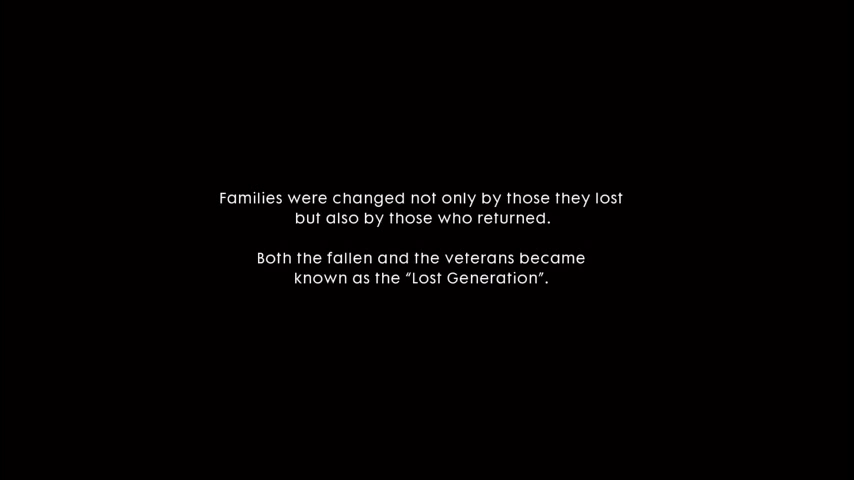 Families were changed not only by those they lost
but also by those who returned.
Both the fallen and the veterans became
known as the “Lost Generation”.